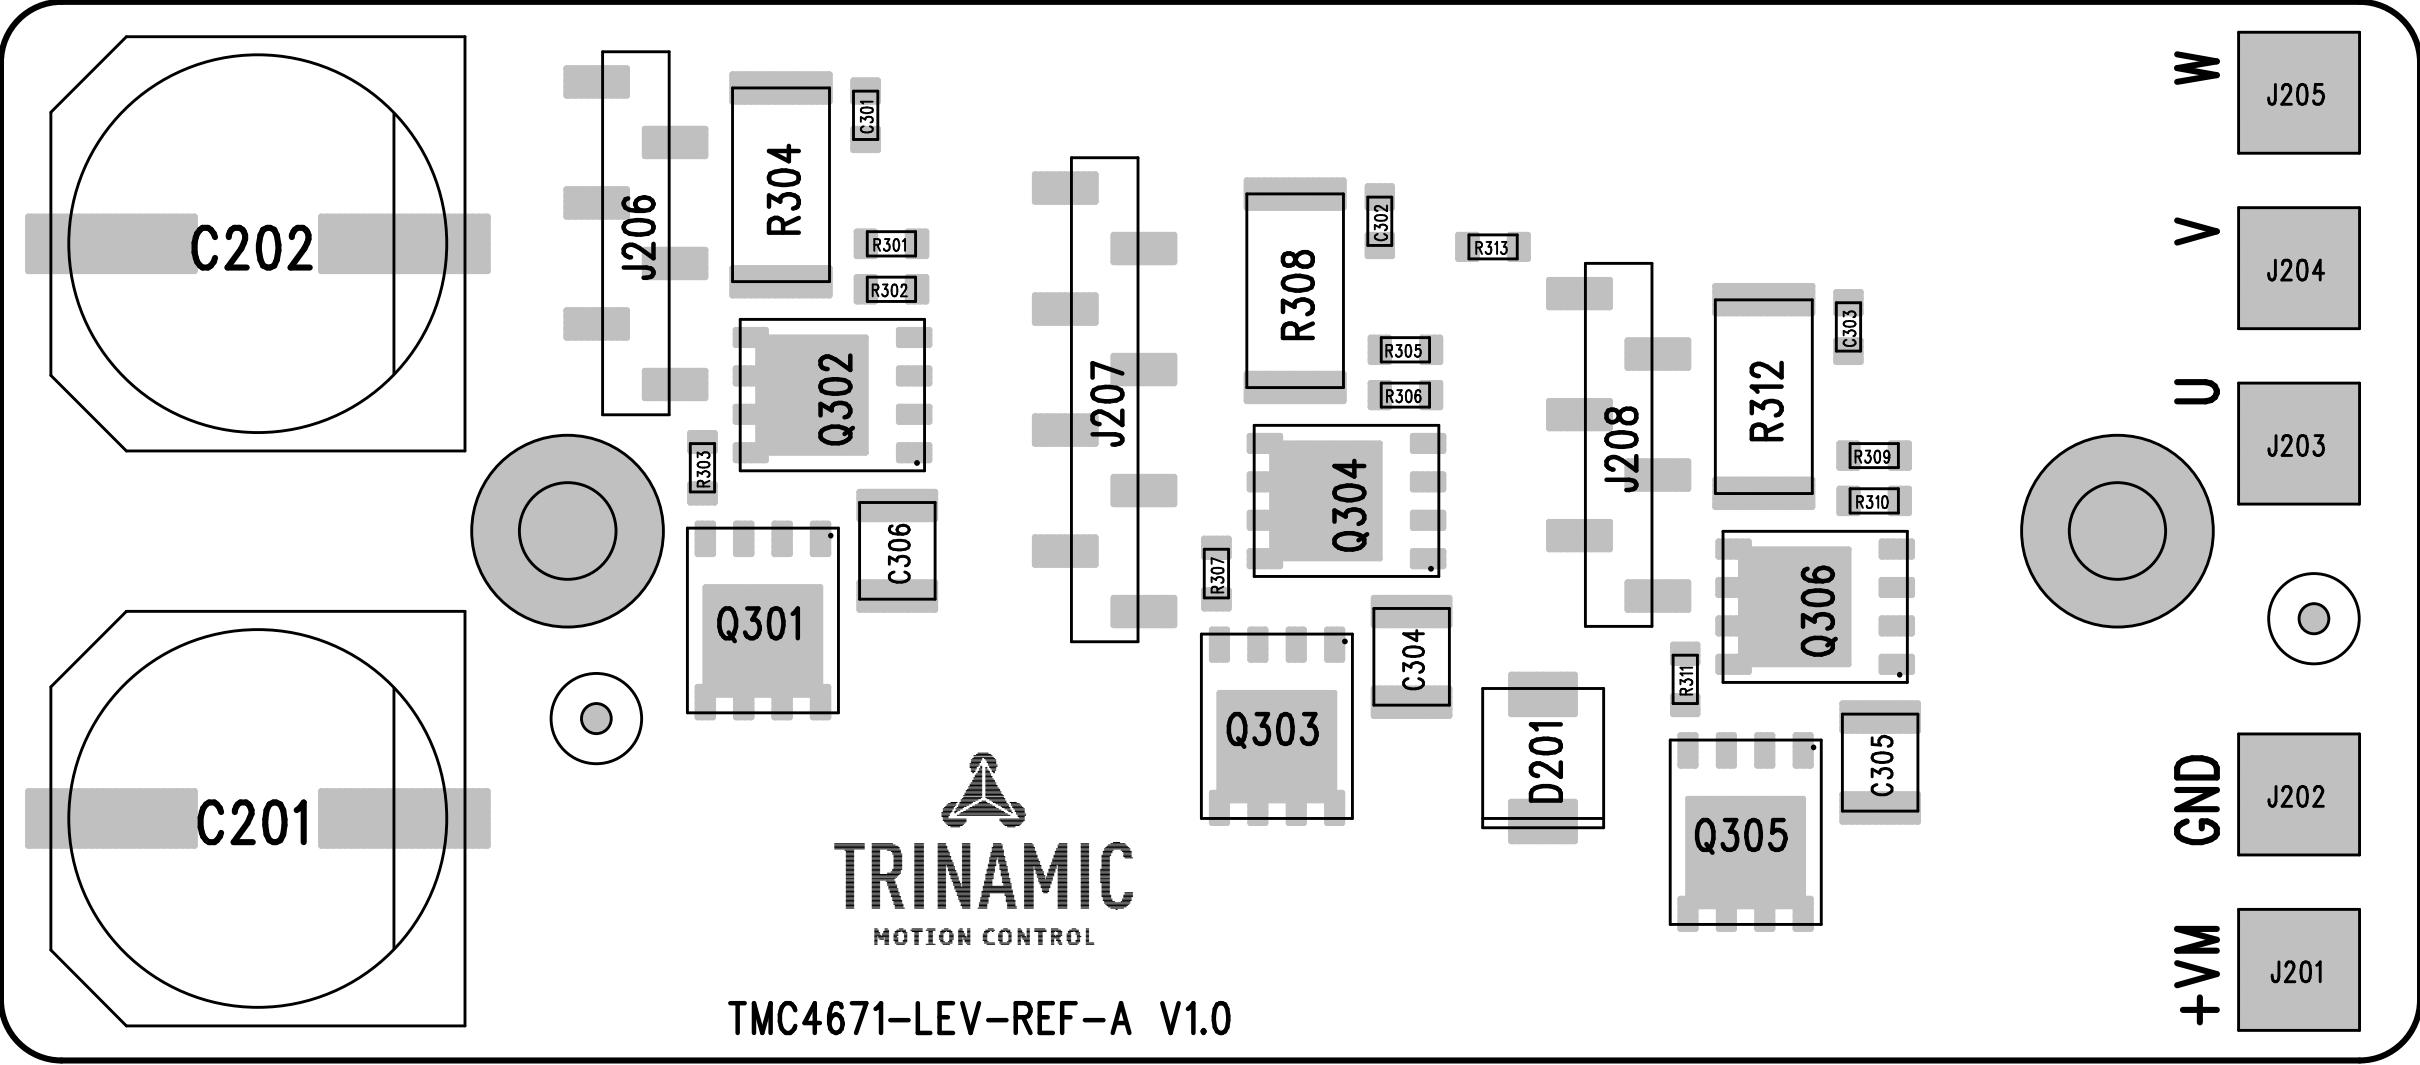 W
J205
C301
R304
J206
C202
R301
R302
C302
R308
R313
V
J204
C303
R305
R306
Q302
J207
R312
J208
U
J203
R303
R309
R310
Q304
C306
R307
Q301
Q306
C304
R311
Q303
D201
C305
GND
J202
C201
Q305
TRINAMIC
MOTION CONTROL
+VM
J201
TMC4671-LEV-REF-A V1.0